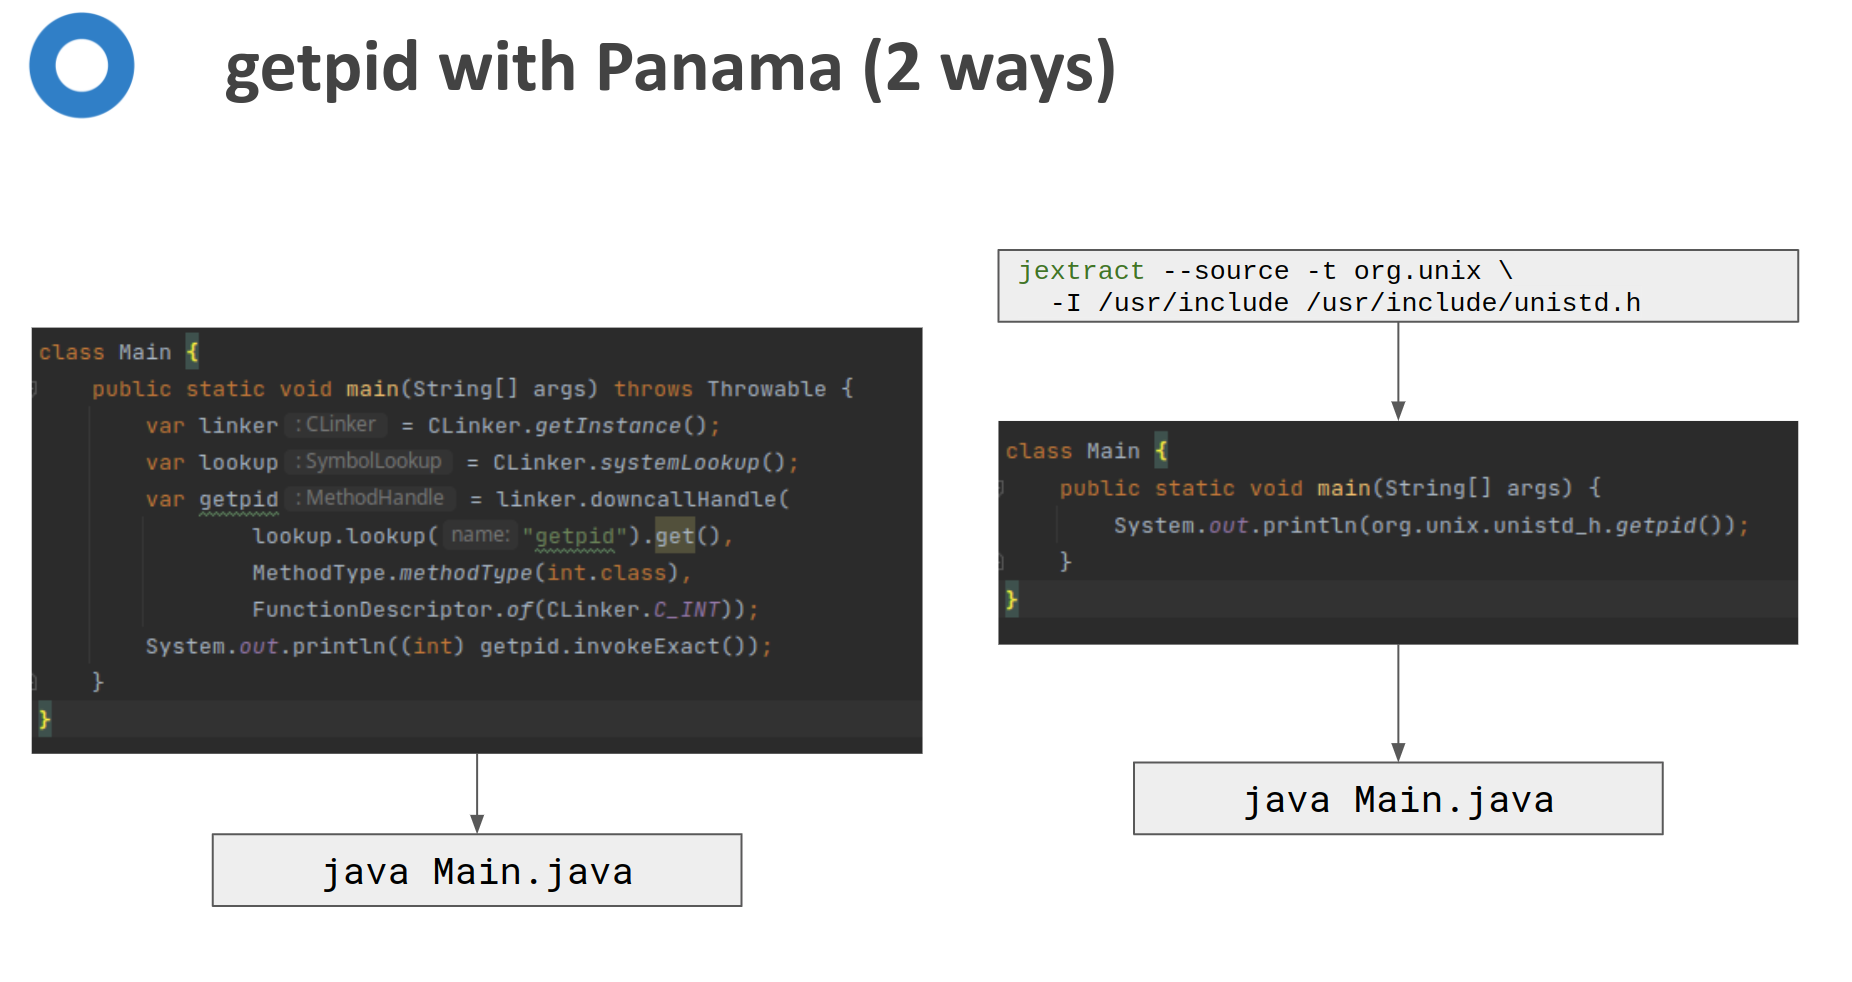 getpid with Panama (2 ways)
class Main {
public static void main(String[] args) throws Throwable {
var linker : CLinker = CLinker.getInstance();
var lookup : SymbolLookup = CLinker.systemLookup();
var getpid : MethodHandle = linker.downcallHandle(
lookup.lookup( name: "getpid").get(),
MethodType.methodType(int.class),
FunctionDescriptor.of(CLinker.C_INT));
System.out.println((int) getpid.invokeExact());
}
}
java Main.java
jextract --source -t org.unix \
-I /usr/include /usr/include/unistd.h
class Main {
public static void main(String[] args) {
System.out.println(org.unix.unistd_h.getpid());
}
}
java Main.java